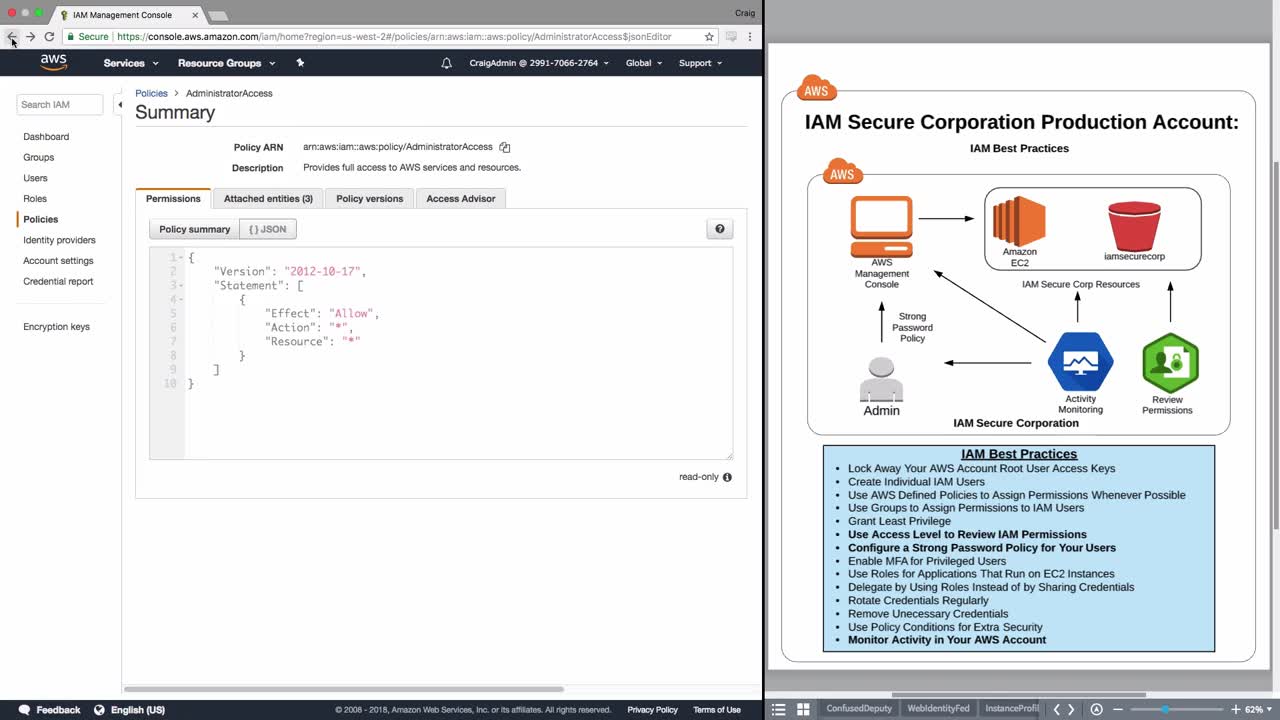 IAM Management Console
Craig
Secure
https://console.aws.amazon.com/iam/home?region=us-west-2#/policies/arn:aws:iam::aws:policy/AdministratorAccess$jsonEditor
aws
Services
Resource Groups
CraigAdmin @ 2991-7066-2764
Global
Support
Search IAM
Dashboard
Groups
Users
Roles
Policies
Identity providers
Account settings
Credential report
Encryption keys
Policies > AdministratorAccess
Summary
Policy ARN arn:aws:iam::aws:policy/AdministratorAccess
Description Provides full access to AWS services and resources.
Permissions
Attached entities (3)
Policy versions
Access Advisor
Policy summary
{ } JSON
?
1 {
2 "Version": "2012-10-17",
3 "Statement": [
4 {
5 "Effect": "Allow",
6 "Action": "*",
7 "Resource": "*"
8 }
9 ]
10 }
read-only
Feedback
English (US)
© 2008 - 2018, Amazon Web Services, Inc. or its affiliates. All rights reserved.
Privacy Policy
Terms of Use
AWS
IAM Secure Corporation Production Account:
IAM Best Practices
AWS
AWS
Management
Console
Amazon
EC2
iamsecurecorp
IAM Secure Corp Resources
Strong
Password
Policy
Admin
Activity
Monitoring
Review
Permissions
IAM Secure Corporation
IAM Best Practices
• Lock Away Your AWS Account Root User Access Keys
• Create Individual IAM Users
• Use AWS Defined Policies to Assign Permissions Whenever Possible
• Use Groups to Assign Permissions to IAM Users
• Grant Least Privilege
• Use Access Level to Review IAM Permissions
• Configure a Strong Password Policy for Your Users
• Enable MFA for Privileged Users
• Use Roles for Applications That Run on EC2 Instances
• Delegate by Using Roles Instead of by Sharing Credentials
• Rotate Credentials Regularly
• Remove Unecessary Credentials
• Use Policy Conditions for Extra Security
• Monitor Activity in Your AWS Account
ConfusedDeputy
WebIdentityFed
InstanceProfi
62%